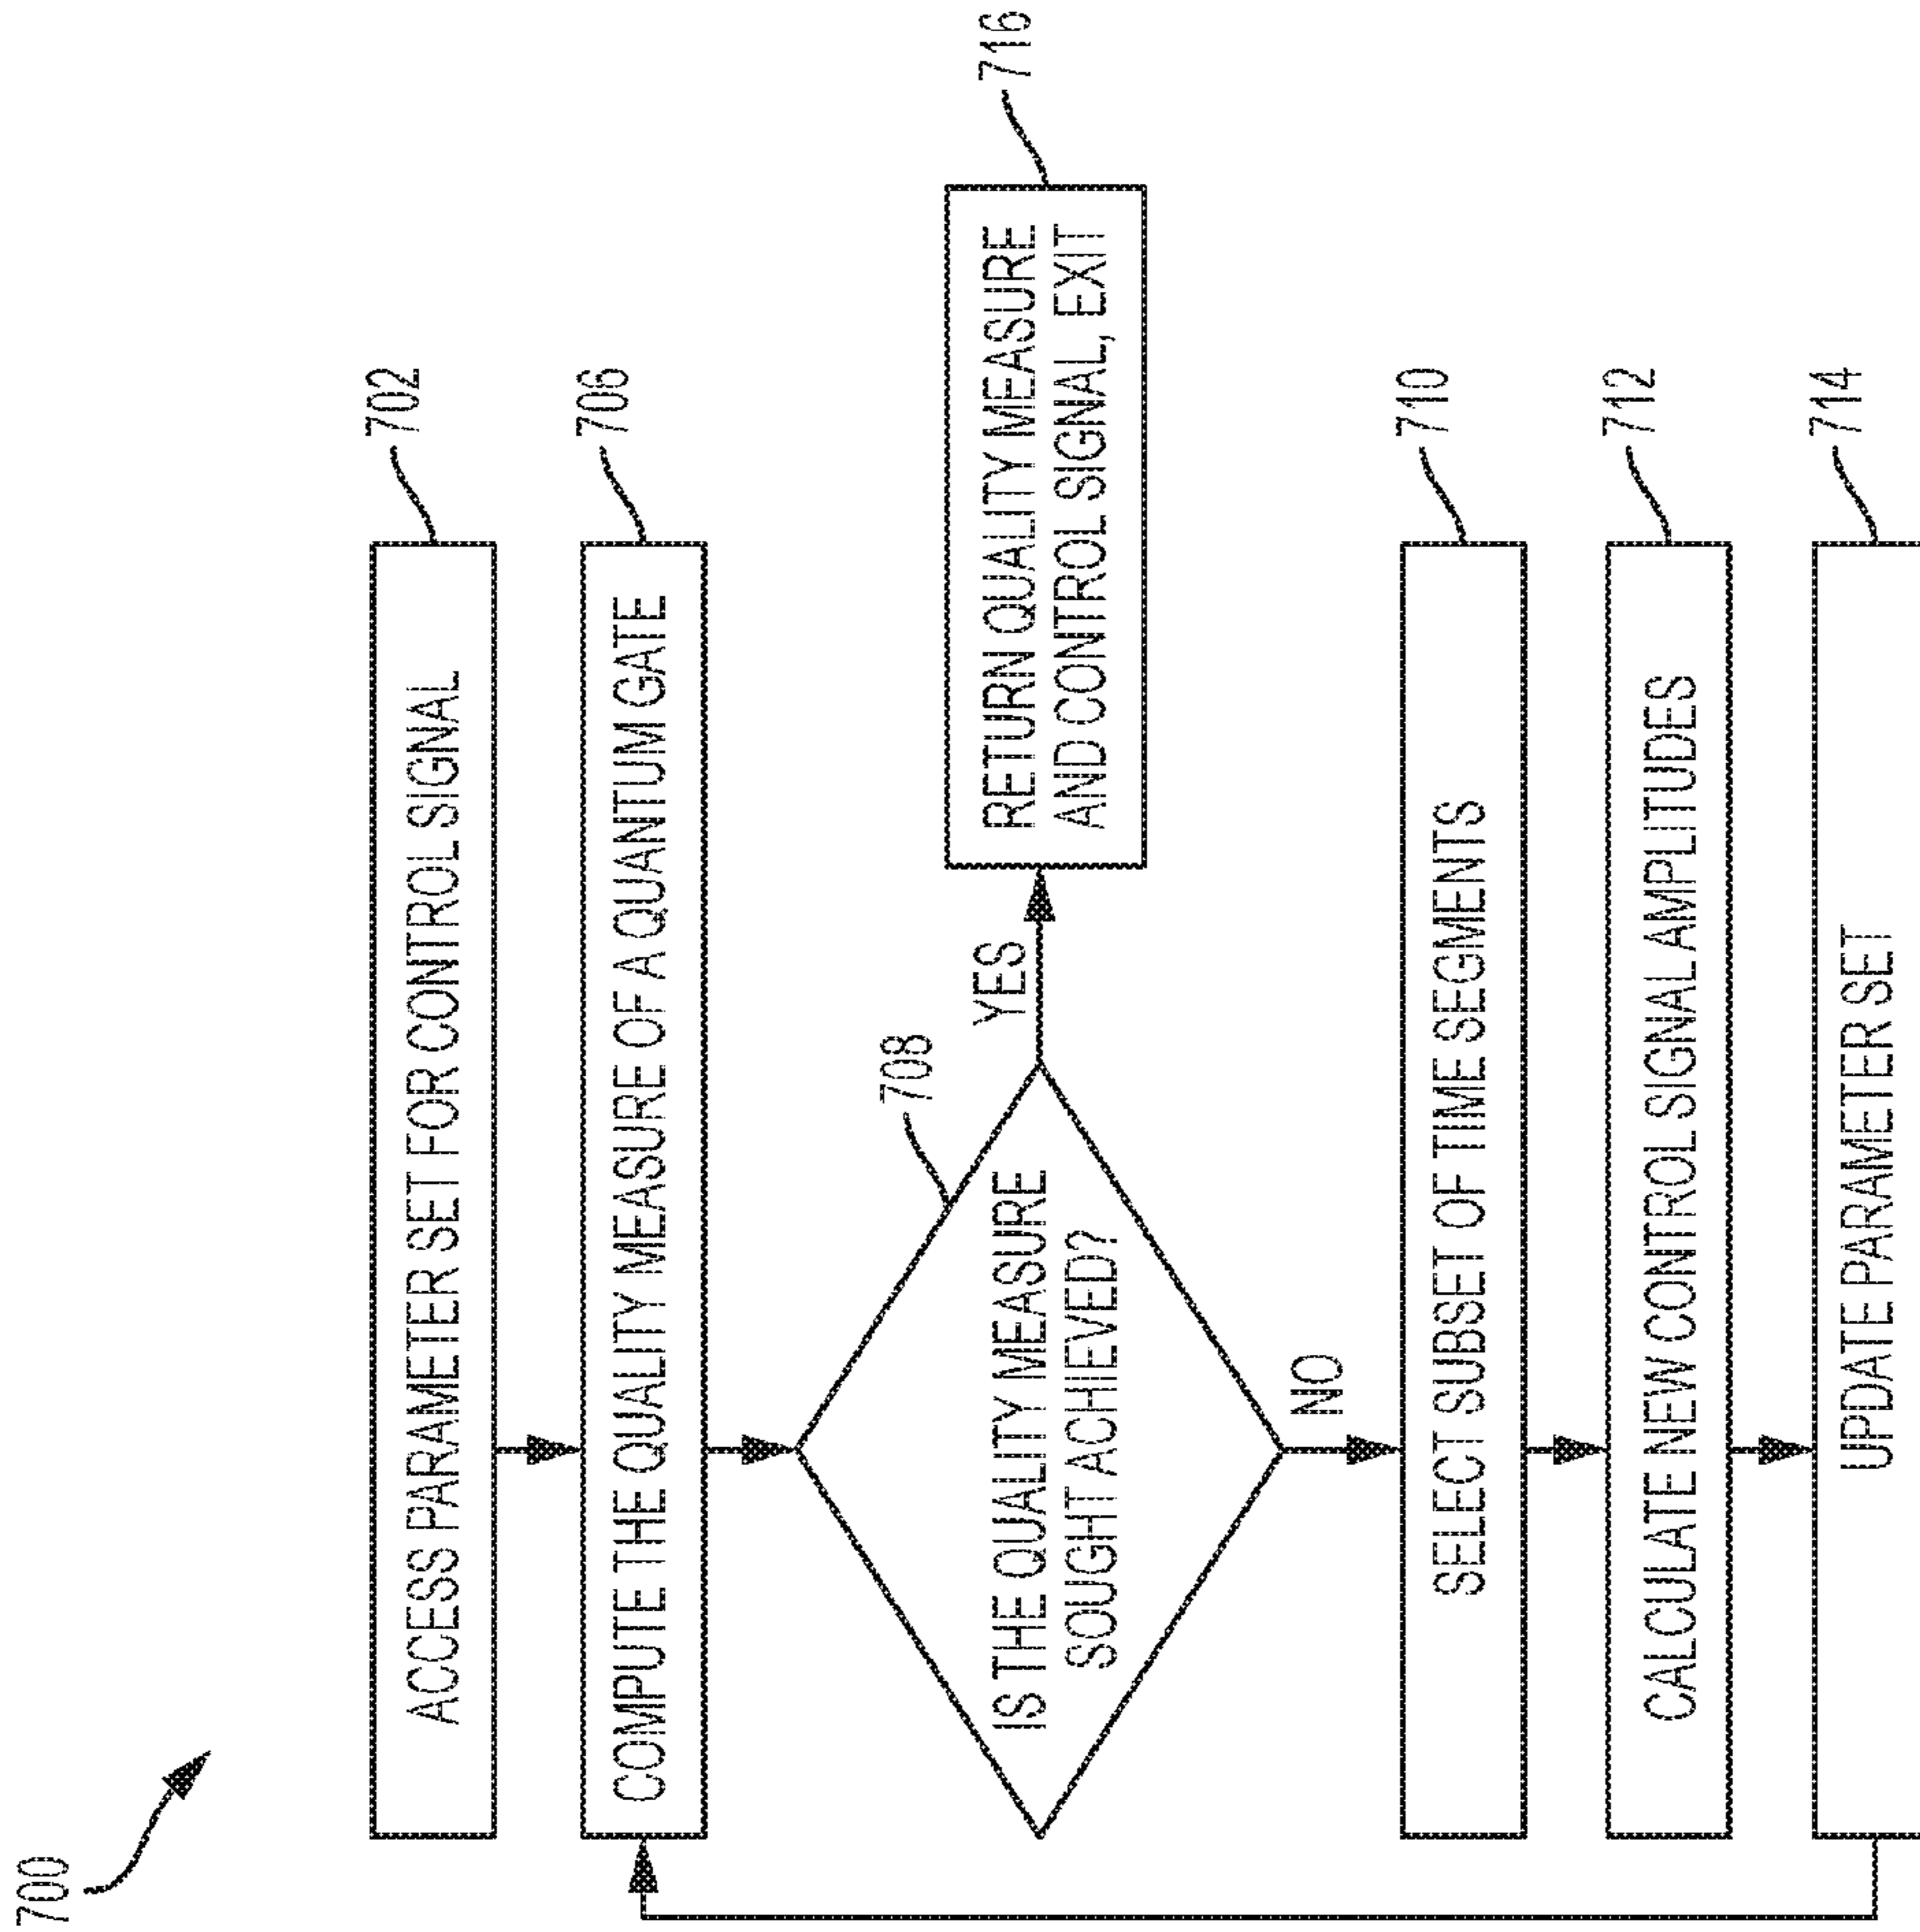 700
ACCESS PARAMETER SET FOR CONTROL SIGNAL
702
COMPUTE THE QUALITY MEASURE OF A QUANTUM GATE
706
708
IS THE QUALITY MEASURE
SOUGHT ACHIEVED?
YES
RETURN QUALITY MEASURE
AND CONTROL SIGNAL, EXIT
716
NO
SELECT SUBSET OF TIME SEGMENTS
710
CALCULATE NEW CONTROL SIGNAL AMPLITUDES
712
UPDATE PARAMETER SET
714